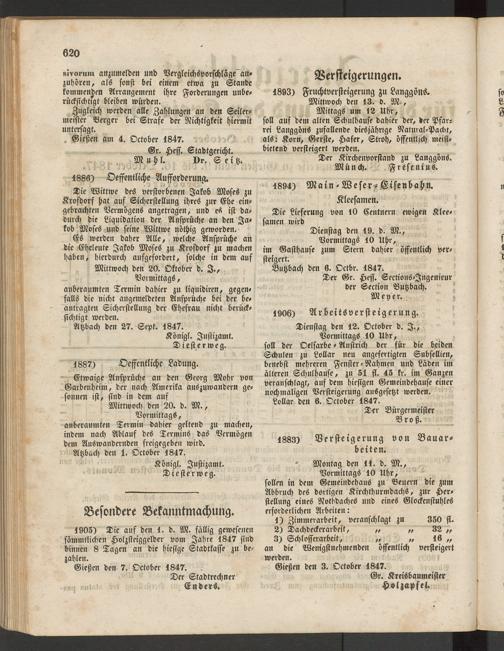 620
nivorum anzumelden und Vergleichsvorschläge an-
zuhören, als sonst bei einem etwa zu Stande
kommenden Arrangement ihre Forderungen unbe-
rücksichtigt bleiben würden.
Zugleich werden alle Zahlungen an den Seiler-
meister Berger bei Strafe der Nichtigkeit hiermit
untersagt.
Gießen am 4. October 1847.
Gr. Hess. Stadtgericht.
Muhl. Dr. Seitz.
1886) Oeffentliche Aufforderung.
Die Wittwe des verstorbenen Jakob Moses zu
Krofdorf hat auf Sicherstellung ihres zur Ehe ein-
gebrachten Vermögens angetragen, und es ist da-
durch die Liquidation der Ansprüche an den Ja-
kob Moses und seine Wittwe nöthig geworden.
Es werden daher Alle, welche Ansprüche an
die Eheleute Jakob Moses zu Krofdorf zu machen
haben, hierdurch aufgefordert, solche in dem auf
Mittwoch den 20. Oktober d. J.,
Vormittags,
anberaumten Termin dahier zu liquidiren, gegen-
falls die nicht angemeldeten Ansprüche bei der be-
antragten Sicherstellung der Ehefrau nicht berück-
sichtigt werden.
Atzbach den 27. Sept. 1847.
Königl. Justizamt.
Diesterweg.
1887) Oeffentliche Ladung.
Etwaige Ansprüche an den Georg Mohr von
Garbenheim, der nach Amerika auszuwandern ge-
sonnen ist, sind in dem auf
Mittwoch den 20. d. M.,
Vormittags,
anberaumten Termin dahier geltend zu machen,
indem nach Ablauf des Termins das Vermögen
dem Auswandernden freigegeben wird.
Atzbach den 1. October 1847.
Königl. Justizamt.
Diesterweg.
Besondere Bekanntmachung.
1905) Die auf den 1. d. M. fällig gewesenen
sämmtlichen Holzsteiggelder vom Jahre 1847 sind
binnen 8 Tagen an die hiesige Stadtkasse zu be-
zahlen.
Gießen den 7. October 1847.
Der Stadtrechner
Enders.
Versteigerungen.
1893) Fruchtversteigerung zu Langgöns.
Mittwoch den 13. d. M.,
Mittags um 12 Uhr,
soll auf dem alten Schulhause dahier der, der Pfar-
rei Langgöns zufallende diesjährige Natural-Pacht,
als: Korn, Gerste, Hafer, Stroh, öffentlich meist-
bietend versteigert werden.
Der Kirchenvorstand zu Langgöns.
Münch. Fresenius.
1894) Main-Weser-Eisenbahn.
Kleesamen.
Die Lieferung von 10 Centnern ewigen Klee-
samen wird
Dienstag den 19. d. M.,
Vormittags 10 Uhr,
im Gasthause zum Stern dahier öffentlich ver-
steigert.
Butzbach den 6. Octbr. 1847.
Der Gr. Hess. Sections-Ingenieur
der Section Butzbach.
Meyer.
1906) Arbeitsversteigerung.
Dienstag den 12. October d. J.,
Vormittags 10 Uhr,
soll der Oelfarbe-Anstrich der für die beiden
Schulen zu Lollar neu angefertigten Subsellien,
nebst mehreren Fenster-Rahmen und Läden im
älteren Schulhause, zu 51 fl. 45 kr. im Ganzen
veranschlagt, auf dem hiesigen Gemeindehause einer
nochmaligen Versteigerung ausgesetzt werden.
Lollar den 6. October 1847.
Der Bürgermeister
Broß.
1883) Versteigerung von Bauar-
beiten.
Montag den 11. d. M.,
Vormittags 10 Uhr,
sollen in dem Gemeindehaus zu Beuern die zum
Abbruch des dortigen Kirchthurmdachs, zur Her-
stellung eines Nothdaches und eines Glockenstuhles
erforderlichen Arbeiten:
1) Zimmerarbeit, veranschlagt zu 350 fl.
2) Dachdeckerarbeit, „ „ 32 „
3) Schlosserarbeit „ „ 16 „
an die Wenigstnehmenden öffentlich versteigert
werden.
Gießen den 3. October 1847.
Gr. Kreisbaumeister
Holzapfel.